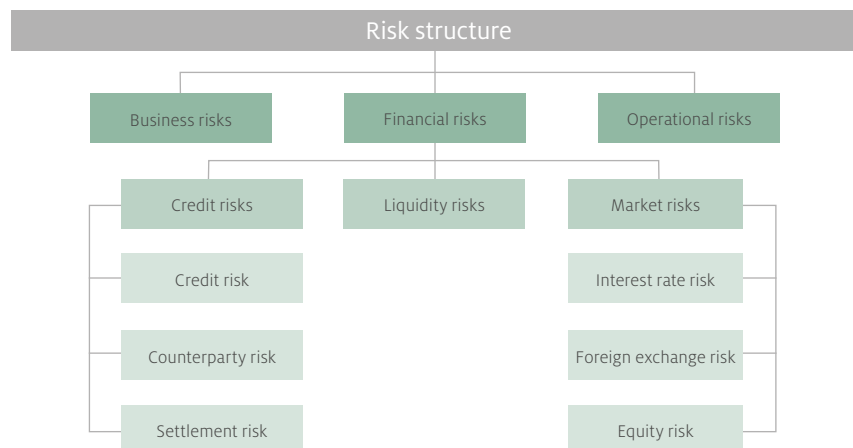 Risk structure
Business risks
Financial risks
Operational risks
Credit risks
Liquidity risks
Market risks
Credit risk
Interest rate risk
Counterparty risk
Foreign exchange risk
Settlement risk
Equity risk